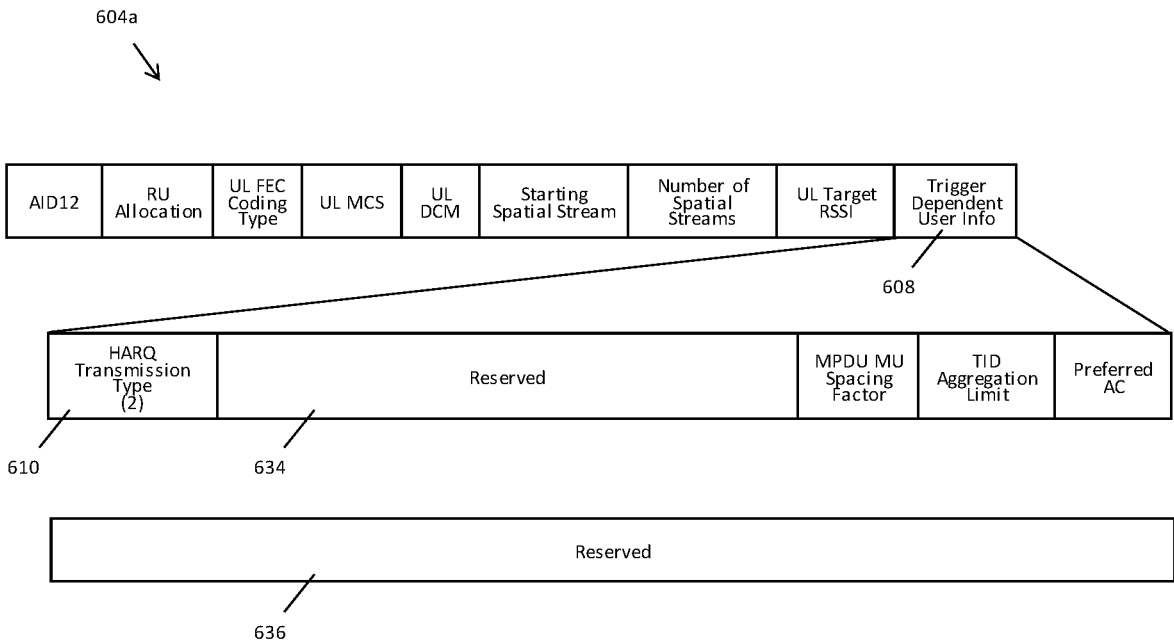 604a
AID12
RU
Allocation
UL FEC
Coding
Type
UL MCS
UL
DCM
Starting
Spatial Stream
Number of
Spatial
Streams
UL Target
RSSI
Trigger
Dependent
User Info
608
HARQ
Transmission
Type
(2)
Reserved
MPDU MU
Spacing
Factor
TID
Aggregation
Limit
Preferred
AC
610
634
Reserved
636